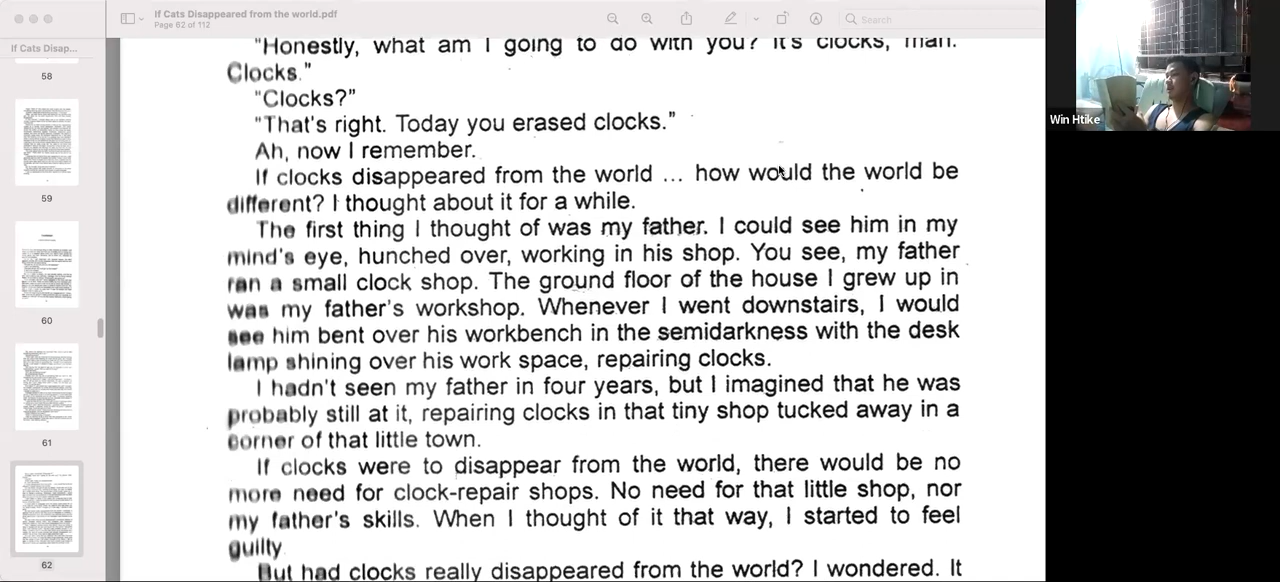 If Cats Disappeared from the world.pdf
Page 62 of 112
Search
If Cats Disap...
58
59
60
61
62
"Honestly, what am I going to do with you? It's clocks, man.
Clocks."
"Clocks?"
"That's right. Today you erased clocks."
Ah, now I remember.
If clocks disappeared from the world ... how would the world be
different? I thought about it for a while.
The first thing I thought of was my father. I could see him in my
mind's eye, hunched over, working in his shop. You see, my father
ran a small clock shop. The ground floor of the house I grew up in
was my father's workshop. Whenever I went downstairs, I would
see him bent over his workbench in the semidarkness with the desk
lamp shining over his work space, repairing clocks.
I hadn't seen my father in four years, but I imagined that he was
probably still at it, repairing clocks in that tiny shop tucked away in a
corner of that little town.
If clocks were to disappear from the world, there would be no
more need for clock-repair shops. No need for that little shop, nor
my father's skills. When I thought of it that way, I started to feel
guilty
But had clocks really disappeared from the world? I wondered. It
Win Htike